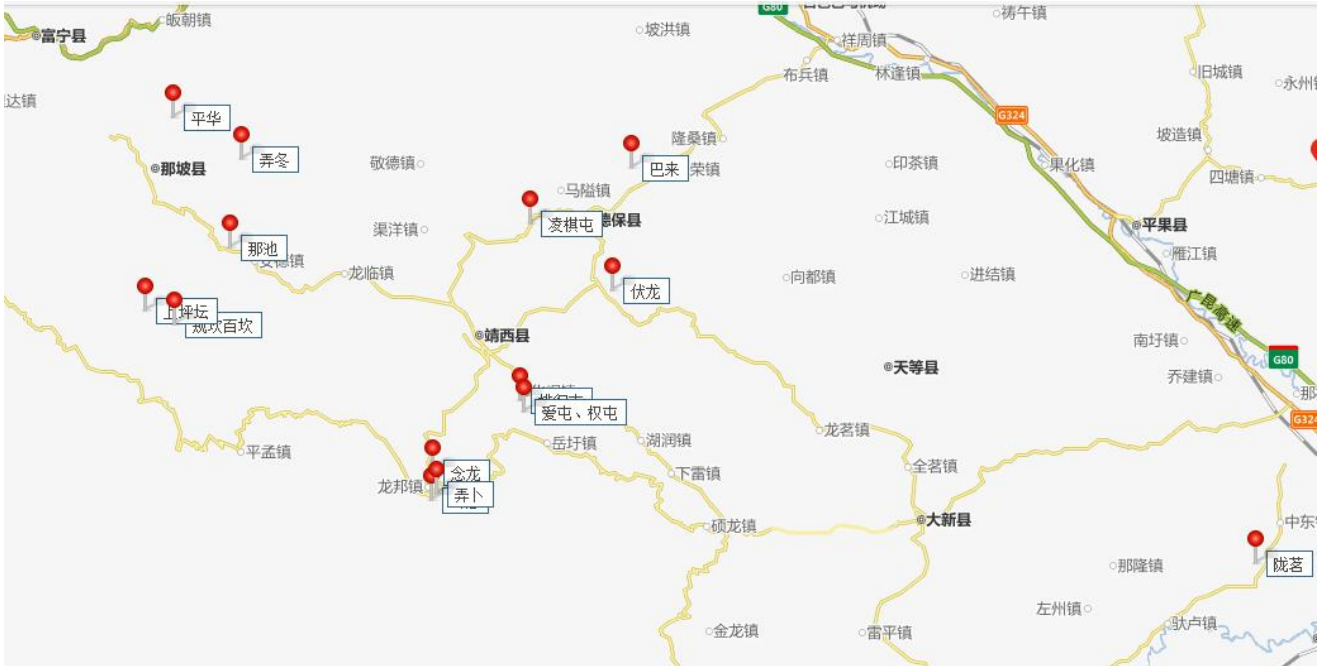 G80
皈朝镇
祷午镇
坡洪镇
富宁县
祥周镇
布兵镇
林逢镇
旧城镇
永州
达镇
平华
G324
隆桑镇
坡造镇
弄冬
敬德镇
巴来
荣镇
印茶镇
果化镇
那坡县
四塘镇
马隘镇
凌棋屯
德保县
江城镇
平果县
渠洋镇
那池
德镇
雁江镇
龙临镇
伏龙
向都镇
进结镇
广昆高速
上坪坛
规坎百坎
靖西县
南圩镇
G80
天等县
乔建镇
那
爱屯、权屯
G324
龙茗镇
岳圩镇
湖润镇
平孟镇
念龙
下雷镇
全茗镇
龙邦镇
弄卜
硕龙镇
大新县
中东
陇茗
那隆镇
左州镇
驮卢镇
金龙镇
雷平镇